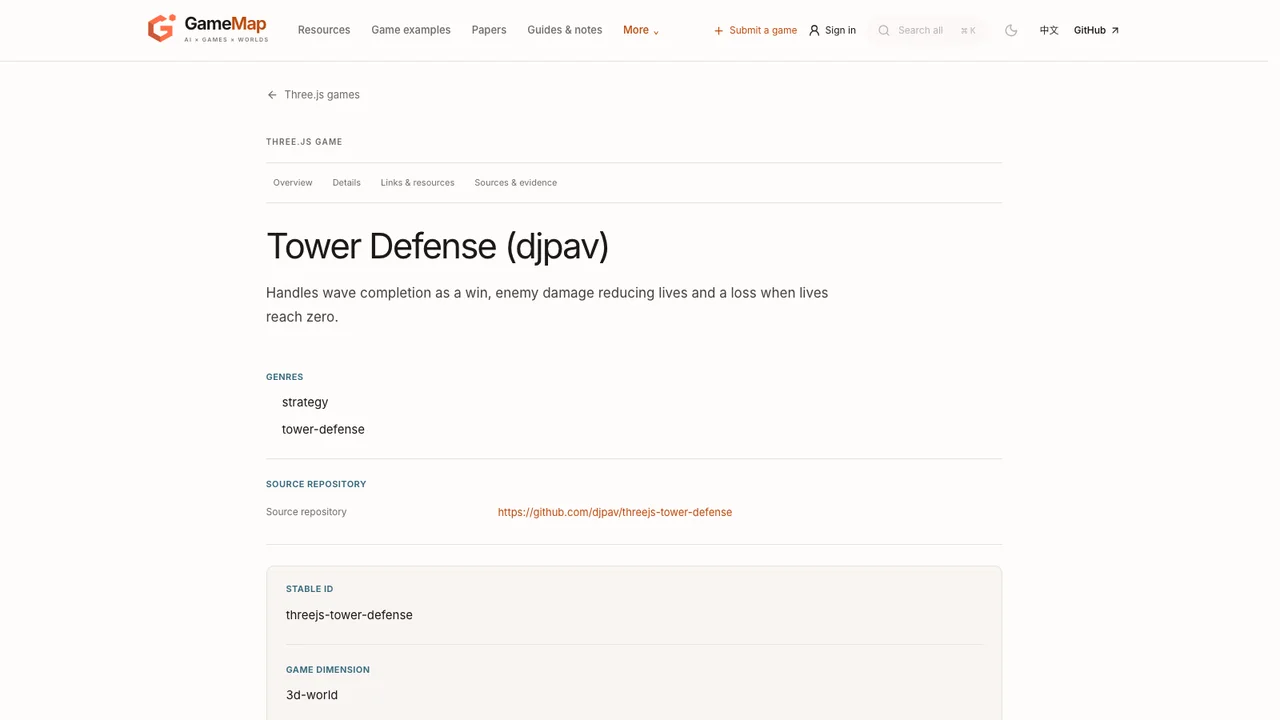 GameMap
AI × GAMES × WORLDS
Resources
Game examples
Papers
Guides & notes
More
+ Submit a game
Sign in
Search all
⌘ K
中文
GitHub ↗
← Three.js games
THREE.JS GAME
Overview
Details
Links & resources
Sources & evidence
Tower Defense (djpav)
Handles wave completion as a win, enemy damage reducing lives and a loss when lives
reach zero.
GENRES
strategy
tower-defense
SOURCE REPOSITORY
Source repository
https://github.com/djpav/threejs-tower-defense
STABLE ID
threejs-tower-defense
GAME DIMENSION
3d-world